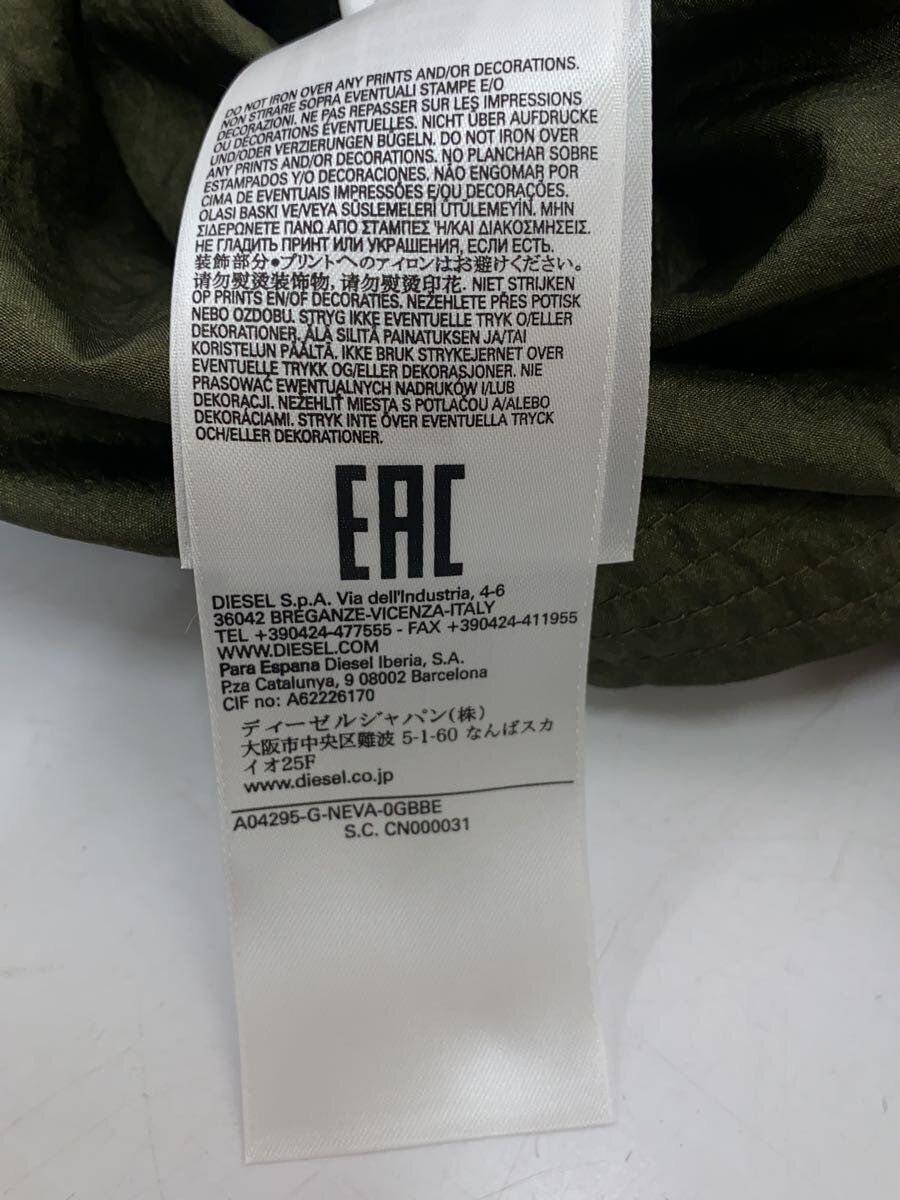 DO NOT IRON OVER ANY PRINTS AND/OR DECORATIONS.
NON STIRARE SOPRA EVENTUALI STAMPE E/O
DECORAZIONI. NE PAS REPASSER SUR LES IMPRESSIONS
OU DÉCORATIONS ÉVENTUELLES. NICHT ÜBER AUFDRUCKE
UND/ODER VERZIERUNGEN BÜGELN. DO NOT IRON OVER
ANY PRINTS AND/OR DECORATIONS. NO PLANCHAR SOBRE
ESTAMPADOS Y/O DECORACIONES. NÃO ENGOMAR POR
CIMA DE EVENTUAIS IMPRESSÕES E/OU DECORAÇÕES.
OLASI BASKI VE/VEYA SÜSLEMELERİ ÜTÜLEMEYİN. ΜΗΝ
ΣΙΔΕΡΩΝΕΤΕ ΠΑΝΩ ΑΠΟ ΣΤΑΜΠΕΣ Ή/ΚΑΙ ΔΙΑΚΟΣΜΗΣΕΙΣ.
НЕ ГЛАДИТЬ ПРИНТ ИЛИ УКРАШЕНИЯ, ЕСЛИ ЕСТЬ.
装飾部分●プリントへのアイロンはお避けください。
请勿熨烫装饰物, 请勿熨烫印花. NIET STRIJKEN
OP PRINTS EN/OF DECORATIES. NEŽEHLETE PŘES POTISK
NEBO OZDOBU. STRYG IKKE EVENTUELLE TRYK O/ELLER
DEKORATIONER. ÄLÄ SILITÄ PAINATUKSEN JA/TAI
KORISTELUN PÄÄLTÄ. IKKE BRUK STRYKEJERNET OVER
EVENTUELLE TRYKK OG/ELLER DEKORASJONER. NIE
PRASOWAĆ EWENTUALNYCH NADRUKÓW I/LUB
DEKORACJI. NEŽEHLIŤ MIESTA S POTLAČOU A/ALEBO
DEKORÁCIAMI. STRYK INTE ÖVER EVENTUELLA TRYCK
OCH/ELLER DEKORATIONER.
EAC
DIESEL S.p.A. Via dell'Industria, 4-6
36042 BREGANZE-VICENZA-ITALY
TEL +390424-477555 - FAX +390424-411955
WWW.DIESEL.COM
Para Espana Diesel Iberia, S.A.
P.za Catalunya, 9 08002 Barcelona
CIF no: A62226170
ディーゼルジャパン(株)
大阪市中央区難波 5-1-60 なんばスカ
イオ25F
www.diesel.co.jp
A04295-G-NEVA-0GBBE
S.C. CN000031